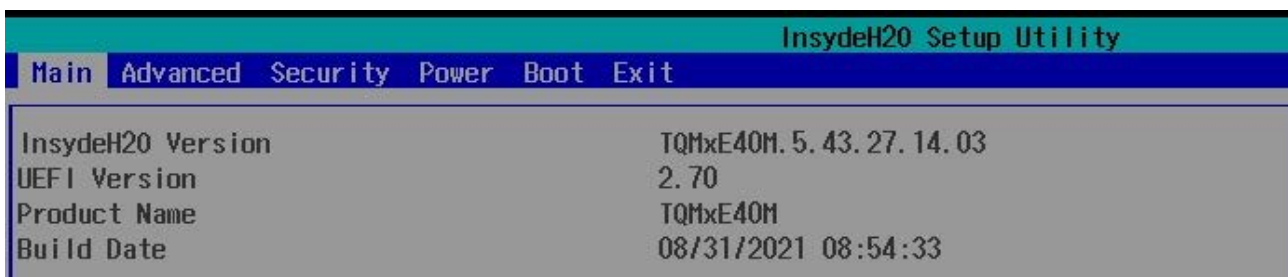 InsydeH20 Setup Utility
Main Advanced Security Power Boot Exit
InsydeH20 Version TQMxE40M.5.43.27.14.03
UEFI Version 2.70
Product Name TQMxE40M
Build Date 08/31/2021 08:54:33